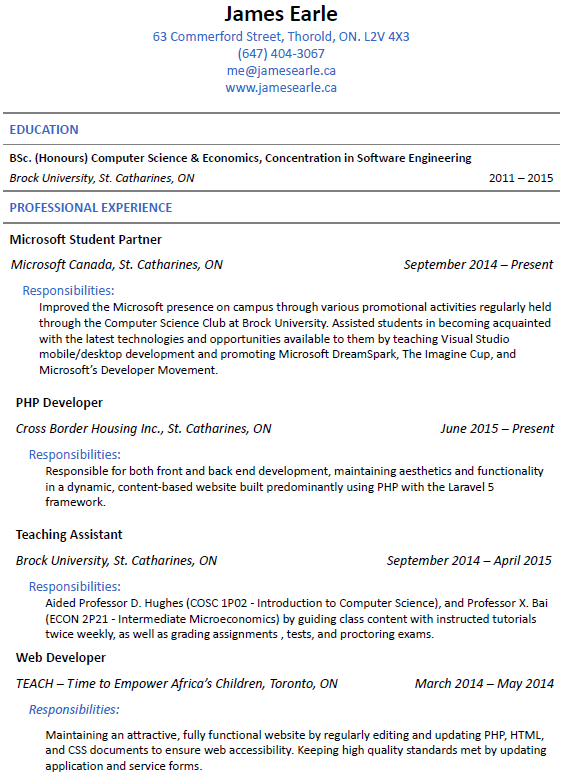 James Earle
63 Commerford Street, Thorold, ON. L2V 4X3
(647) 404-3067
me@jamesearle.ca
www.jamesearle.ca
EDUCATION
BSc. (Honours) Computer Science & Economics, Concentration in Software Engineering
Brock University, St. Catharines, ON 2011 – 2015
PROFESSIONAL EXPERIENCE
Microsoft Student Partner
Microsoft Canada, St. Catharines, ON September 2014 – Present
Responsibilities:
Improved the Microsoft presence on campus through various promotional activities regularly held
through the Computer Science Club at Brock University. Assisted students in becoming acquainted
with the latest technologies and opportunities available to them by teaching Visual Studio
mobile/desktop development and promoting Microsoft DreamSpark, The Imagine Cup, and
Microsoft’s Developer Movement.
PHP Developer
Cross Border Housing Inc., St. Catharines, ON June 2015 – Present
Responsibilities:
Responsible for both front and back end development, maintaining aesthetics and functionality
in a dynamic, content-based website built predominantly using PHP with the Laravel 5
framework.
Teaching Assistant
Brock University, St. Catharines, ON September 2014 – April 2015
Responsibilities:
Aided Professor D. Hughes (COSC 1P02 - Introduction to Computer Science), and Professor X. Bai
(ECON 2P21 - Intermediate Microeconomics) by guiding class content with instructed tutorials
twice weekly, as well as grading assignments , tests, and proctoring exams.
Web Developer
TEACH – Time to Empower Africa’s Children, Toronto, ON March 2014 – May 2014
Responsibilities:
Maintaining an attractive, fully functional website by regularly editing and updating PHP, HTML,
and CSS documents to ensure web accessibility. Keeping high quality standards met by updating
application and service forms.